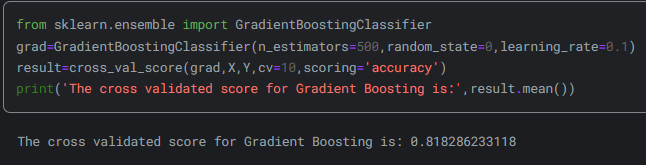 from sklearn.ensemble import GradientBoostingClassifier
grad=GradientBoostingClassifier(n_estimators=500,random_state=0,learning_rate=0.1)
result=cross_val_score(grad,X,Y,cv=10,scoring='accuracy')
print('The cross validated score for Gradient Boosting is:',result.mean())
The cross validated score for Gradient Boosting is: 0.818286233118